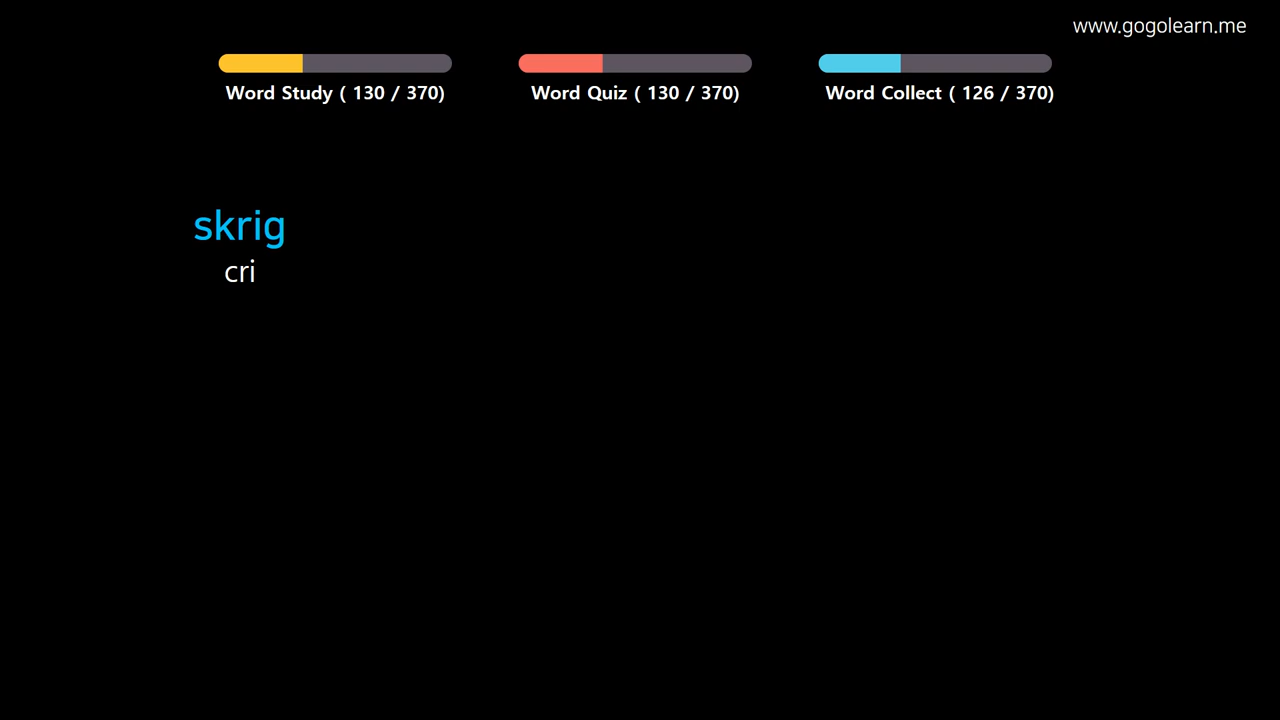 www.gogolearn.me
Word Study ( 130 / 370)
Word Quiz ( 130 / 370)
Word Collect ( 126 / 370)
skrig
cri